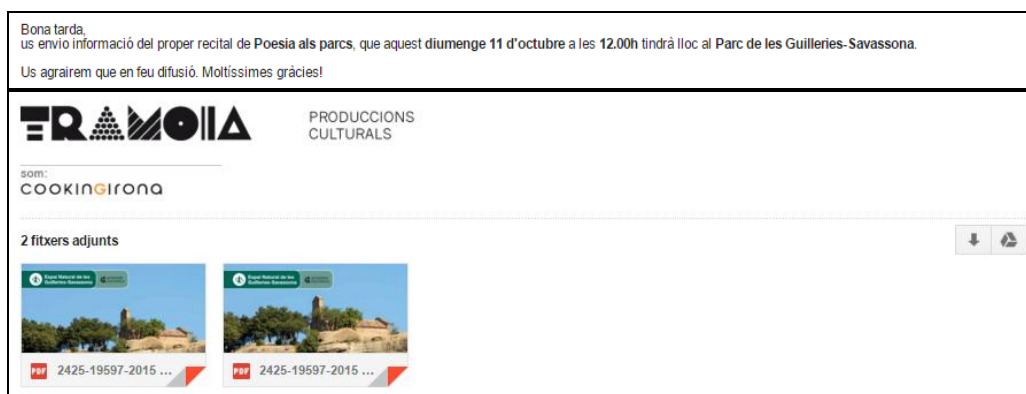 Bona tarda,
us envio informació del proper recital de Poesia als parcs, que aquest diumenge 11 d'octubre a les 12.00h tindrà lloc al Parc de les Guilleries-Savassona.
Us agrairem que en feu difusió. Moltíssimes gràcies!
TRAMOIIA
PRODUCCIONS
CULTURALS
som:
COOKINGIRONA
2 fitxers adjunts
Espai Natural de les
Guilleries-Savassona
Espai Natural de les
Guilleries-Savassona
PDF 2425-19597-2015 ...
PDF 2425-19597-2015 ...